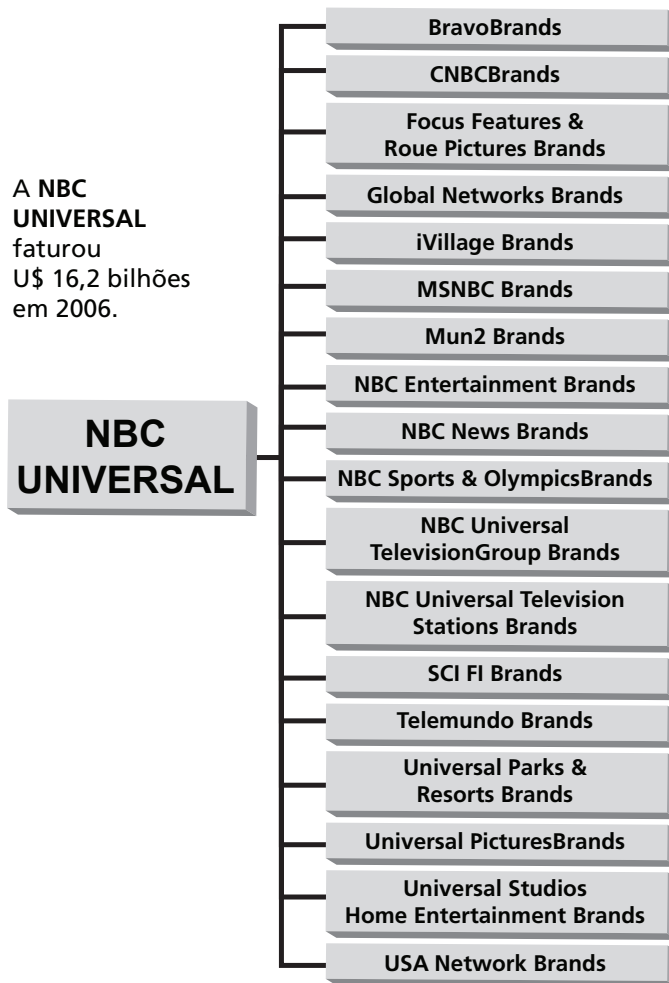 A NBC
UNIVERSAL
faturou
U$ 16,2 bilhões
em 2006.
NBC
UNIVERSAL
BravoBrands
CNBCBrands
Focus Features &
Roue Pictures Brands
Global Networks Brands
iVillage Brands
MSNBC Brands
Mun2 Brands
NBC Entertainment Brands
NBC News Brands
NBC Sports & OlympicsBrands
NBC Universal
TelevisionGroup Brands
NBC Universal Television
Stations Brands
SCI FI Brands
Telemundo Brands
Universal Parks &
Resorts Brands
Universal PicturesBrands
Universal Studios
Home Entertainment Brands
USA Network Brands